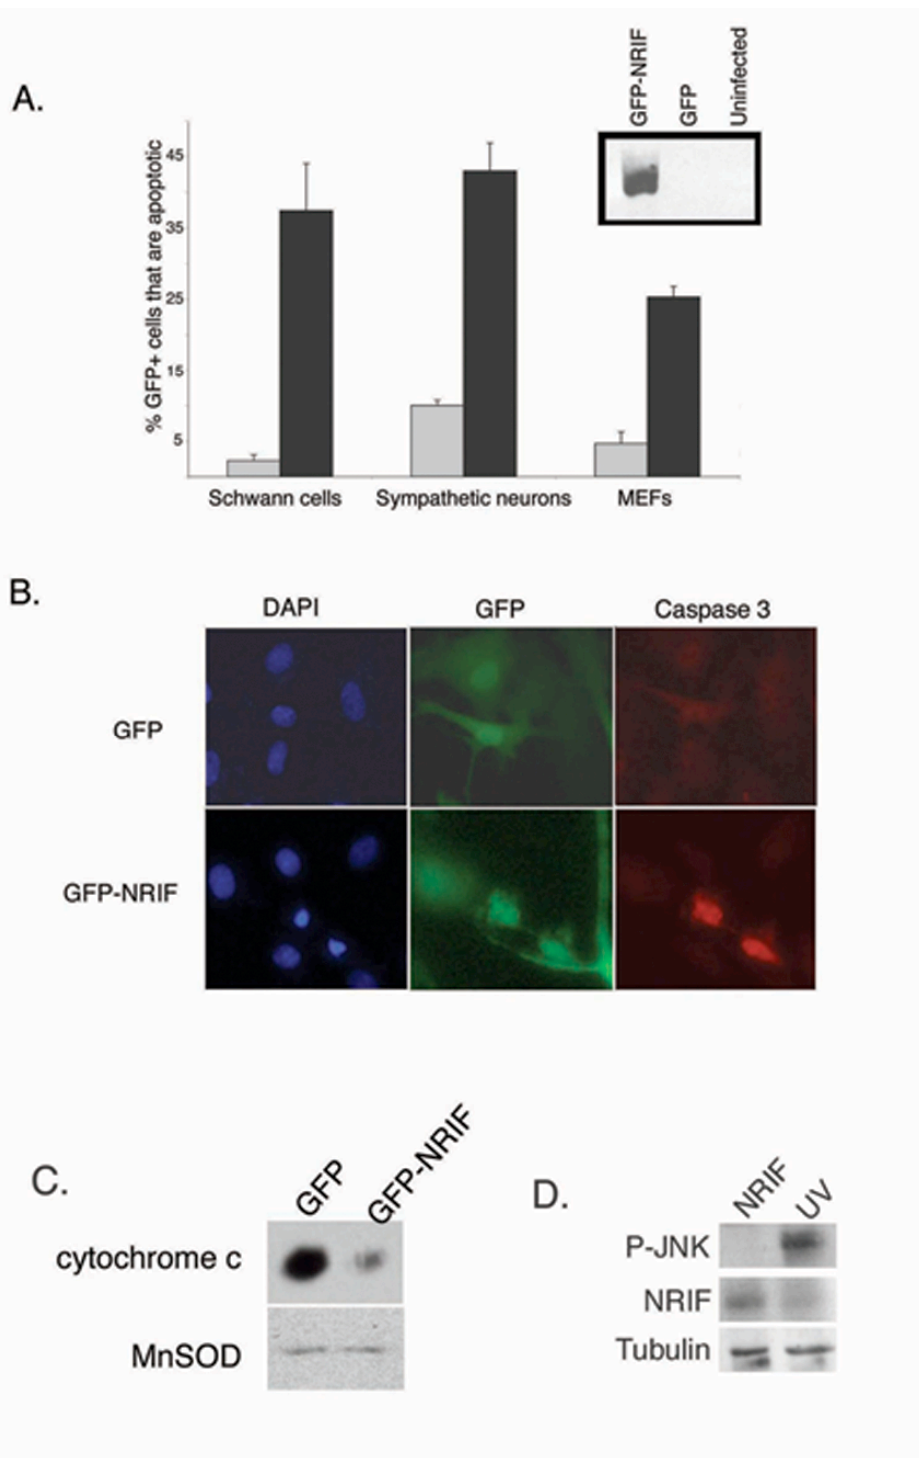 A.
GFP-NRIF
GFP
Uninfected
% GFP+ cells that are apoptotic
45
35
25
15
5
Schwann cells
Sympathetic neurons
MEFs
B.
DAPI
GFP
Caspase 3
GFP
GFP-NRIF
C.
GFP
GFP-NRIF
cytochrome c
MnSOD
D.
NRIF
UV
P-JNK
NRIF
Tubulin